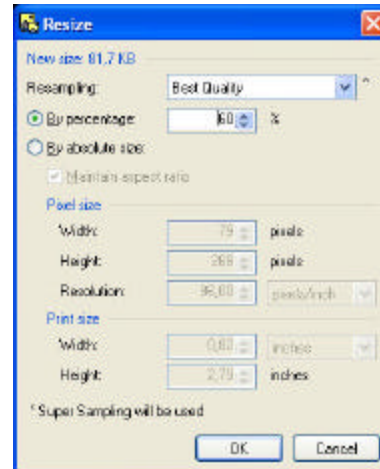 Resize
New size: 81,7 KB
Resampling: Best Quality ^
By percentage: 60 %
By absolute size:
Maintain aspect ratio
Pixel size
Width: 79 pixels
Height: 268 pixels
Resolution: 96,00 pixels/inch
Print size
Width: 0,82 inches
Height: 2,79 inches
* Super Sampling will be used
OK Cancel